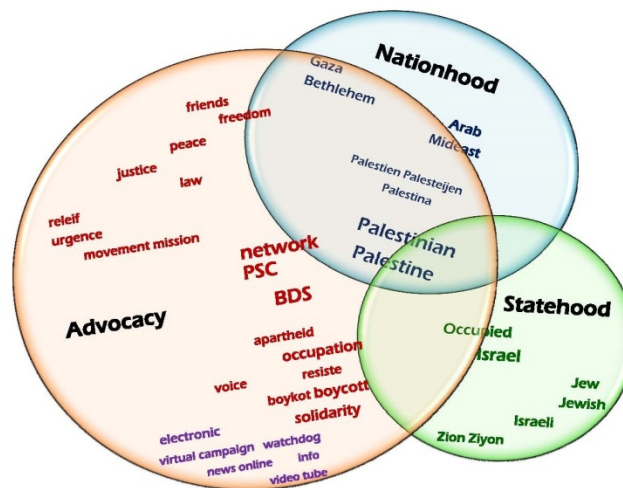 Nationhood
Gaza
Bethlehem
Arab
Mideast
Palestien Palesteijen
Palestina
Palestinian
Palestine
friends
freedom
peace
justice
law
releif
urgence
movement mission
network
PSC
BDS
Advocacy
apartheid
occupation
resiste
voice
boykot boycott
solidarity
electronic
virtual campaign watchdog
news online info
video tube
Statehood
Occupied
Israel
Jew
Jewish
Israeli
Zion Ziyon